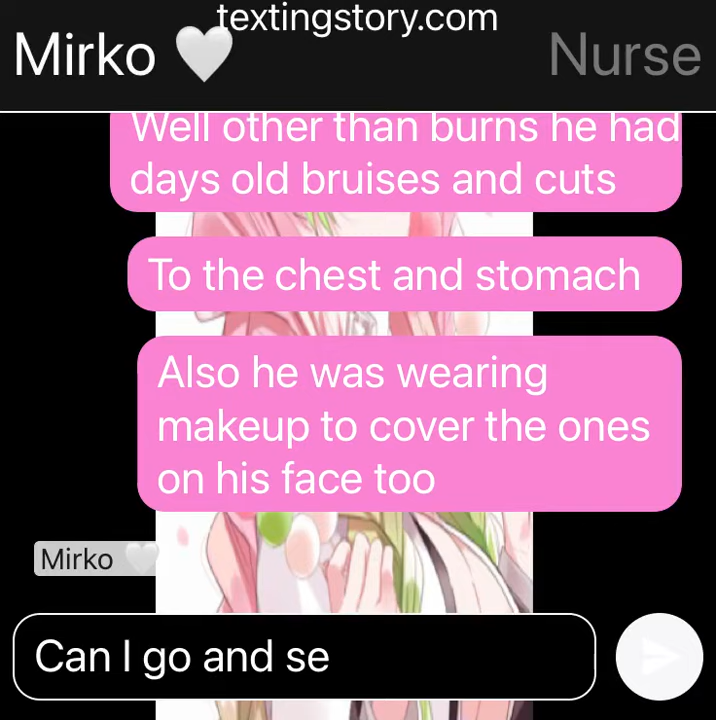 textingstory.com
Mirko 🤍
Nurse
Well other than burns he had
days old bruises and cuts
To the chest and stomach
Also he was wearing
makeup to cover the ones
on his face too
Mirko 🤍
Can I go and se